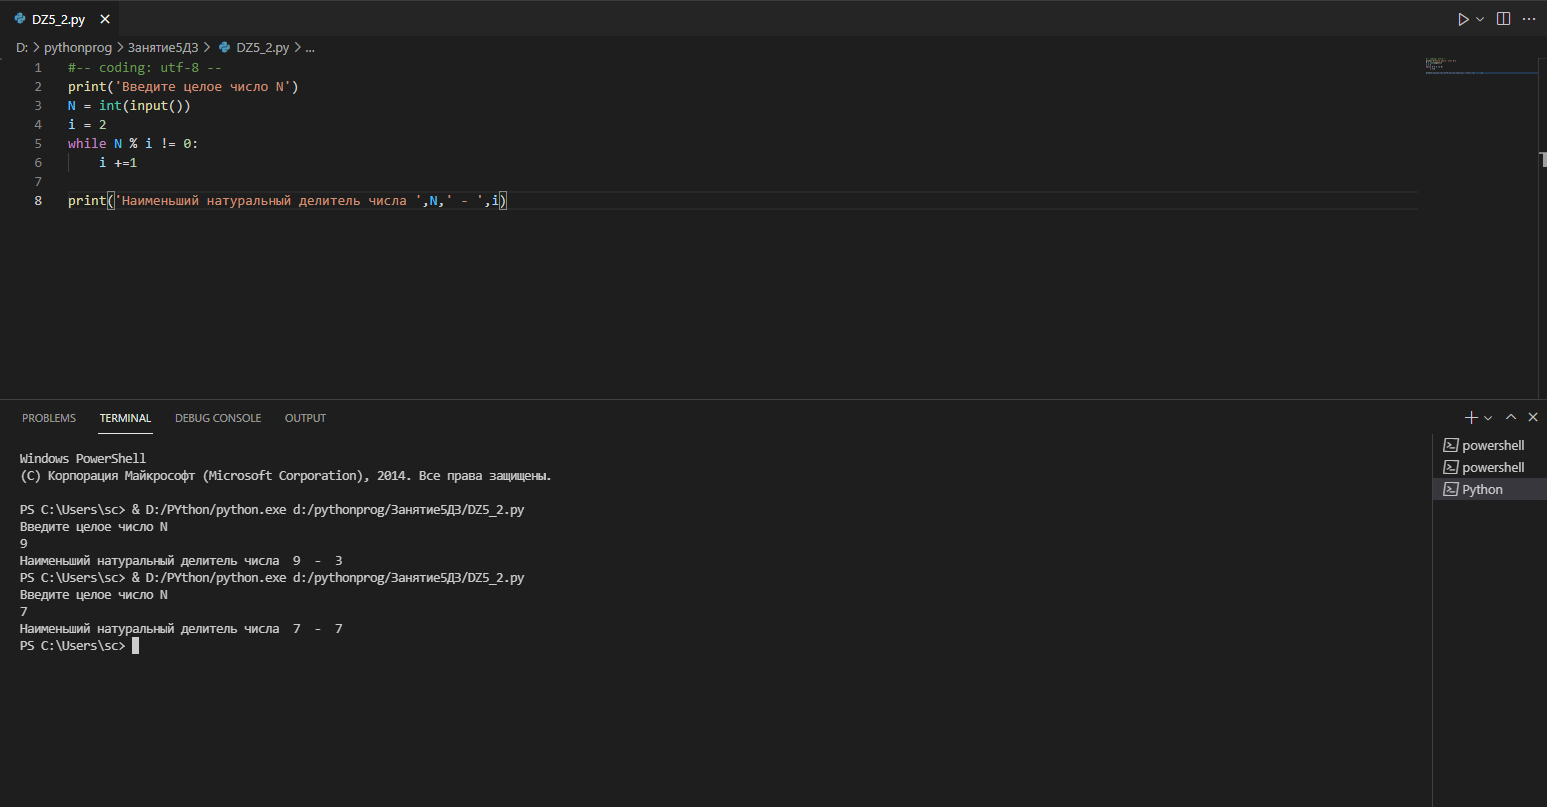 DZ5_2.py
D: > pythonprog > Занятие5ДЗ > DZ5_2.py > ...
1 #-- coding: utf-8 --
2 print('Введите целое число N')
3 N = int(input())
4 i = 2
5 while N % i != 0:
6 i +=1
7
8 print('Наименьший натуральный делитель числа ',N,' - ',i)
PROBLEMS TERMINAL DEBUG CONSOLE OUTPUT
Windows PowerShell
(C) Корпорация Майкрософт (Microsoft Corporation), 2014. Все права защищены.
PS C:\Users\sc> & D:/PYthon/python.exe d:/pythonprog/Занятие5ДЗ/DZ5_2.py
Введите целое число N
9
Наименьший натуральный делитель числа  9  -  3
PS C:\Users\sc> & D:/PYthon/python.exe d:/pythonprog/Занятие5ДЗ/DZ5_2.py
Введите целое число N
7
Наименьший натуральный делитель числа  7  -  7
PS C:\Users\sc>
powershell
powershell
Python